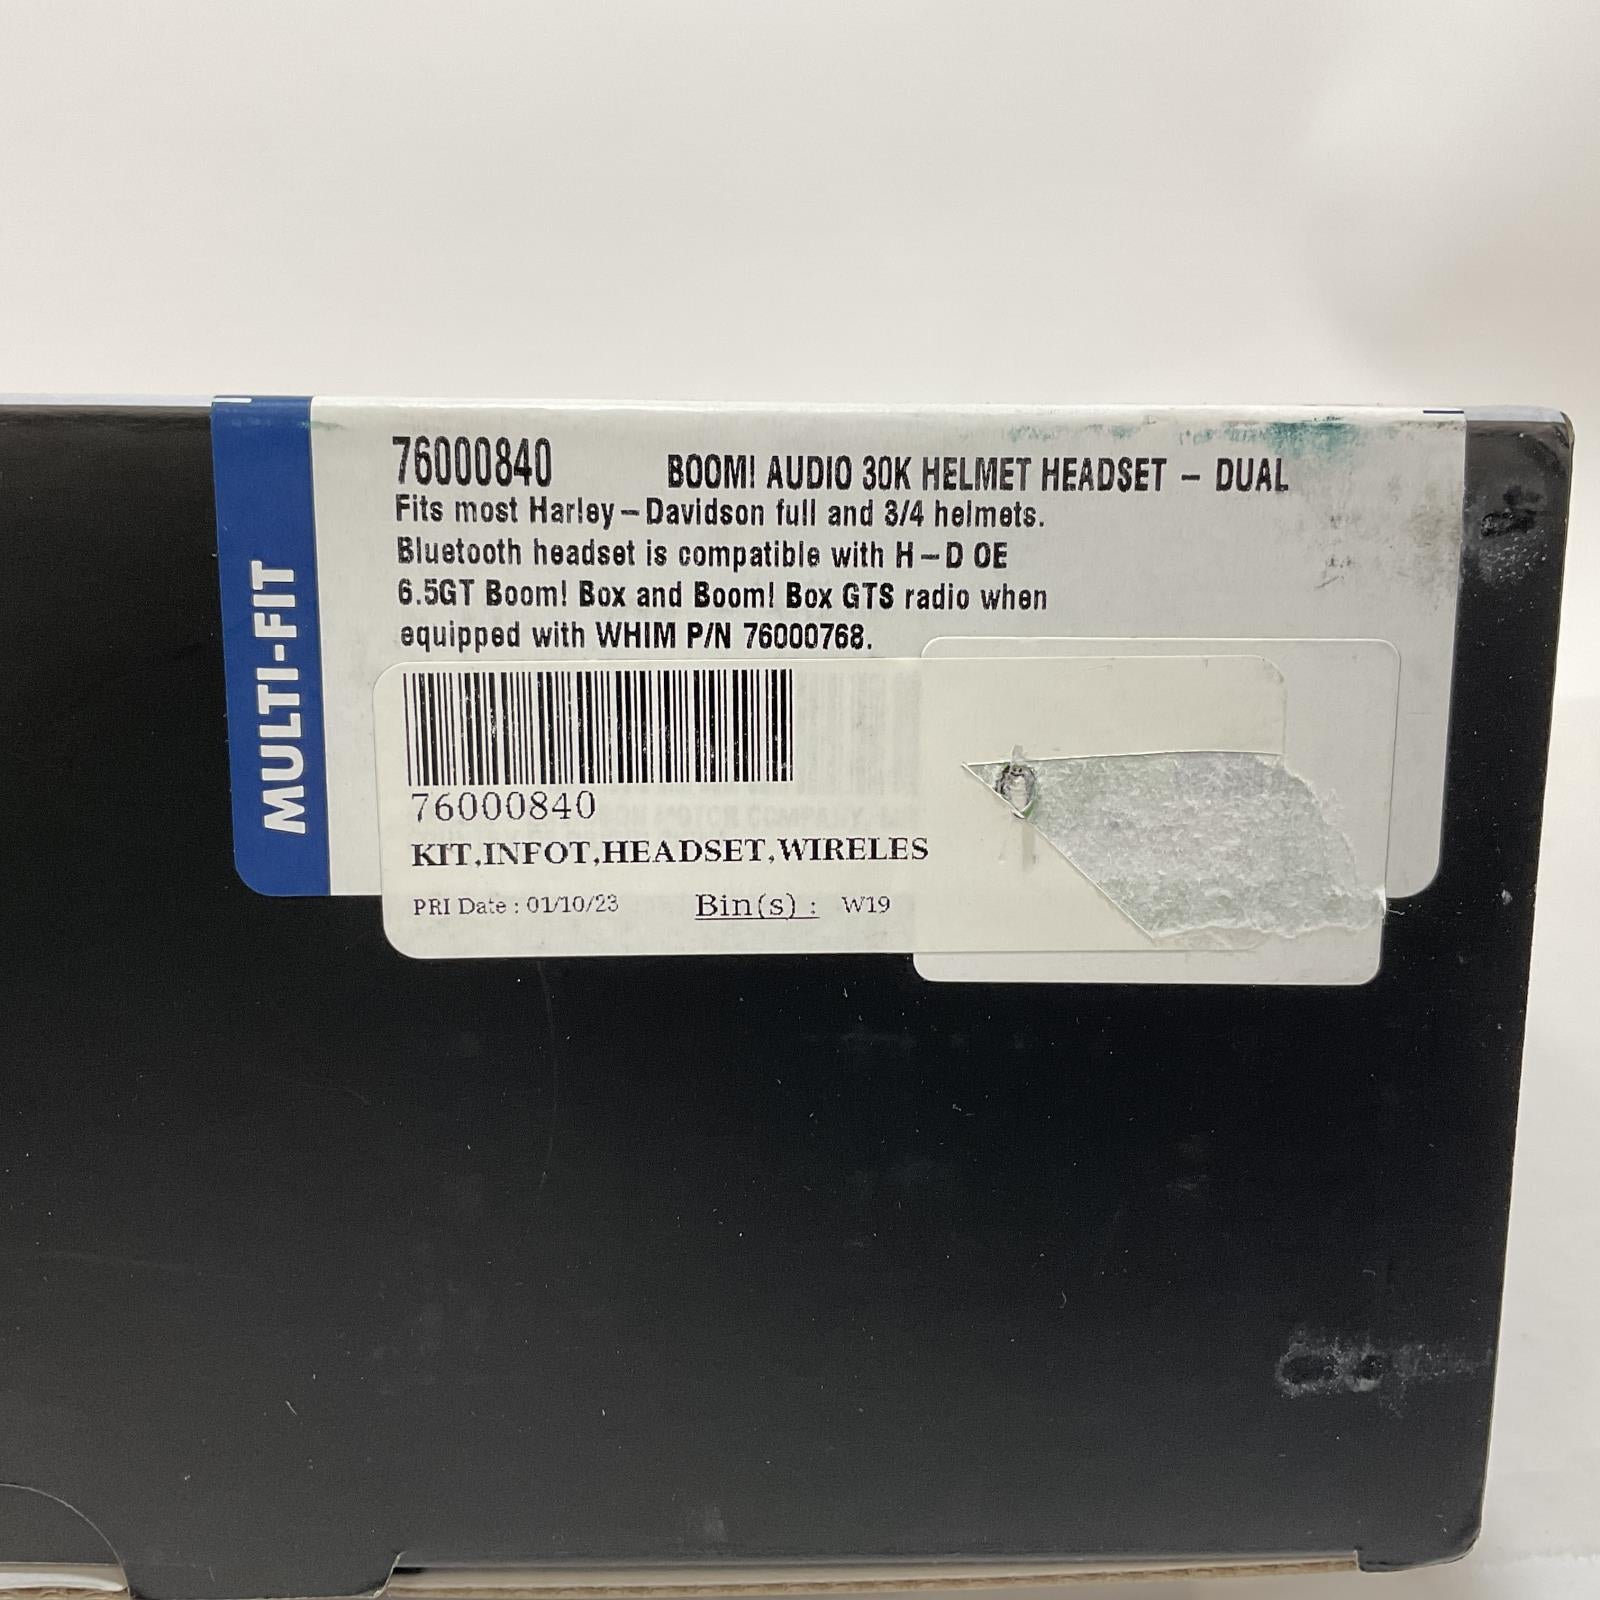 MULTI-FIT
76000840 BOOM! AUDIO 30K HELMET HEADSET - DUAL
Fits most Harley-Davidson full and 3/4 helmets.
Bluetooth headset is compatible with H-D OE
6.5GT Boom! Box and Boom! Box GTS radio when
equipped with WHIM P/N 76000768.
76000840
KIT,INFOT,HEADSET,WIRELES
PRI Date : 01/10/23 Bin(s) : W19